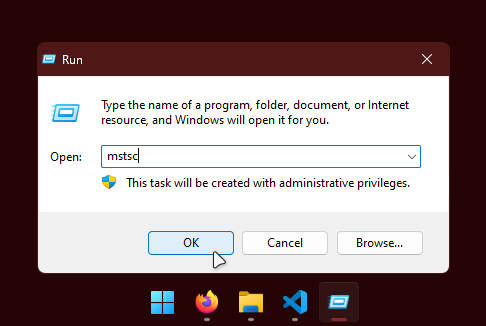 Run
Type the name of a program, folder, document, or Internet
resource, and Windows will open it for you.
Open: mstsc
This task will be created with administrative privileges.
OK Cancel Browse...